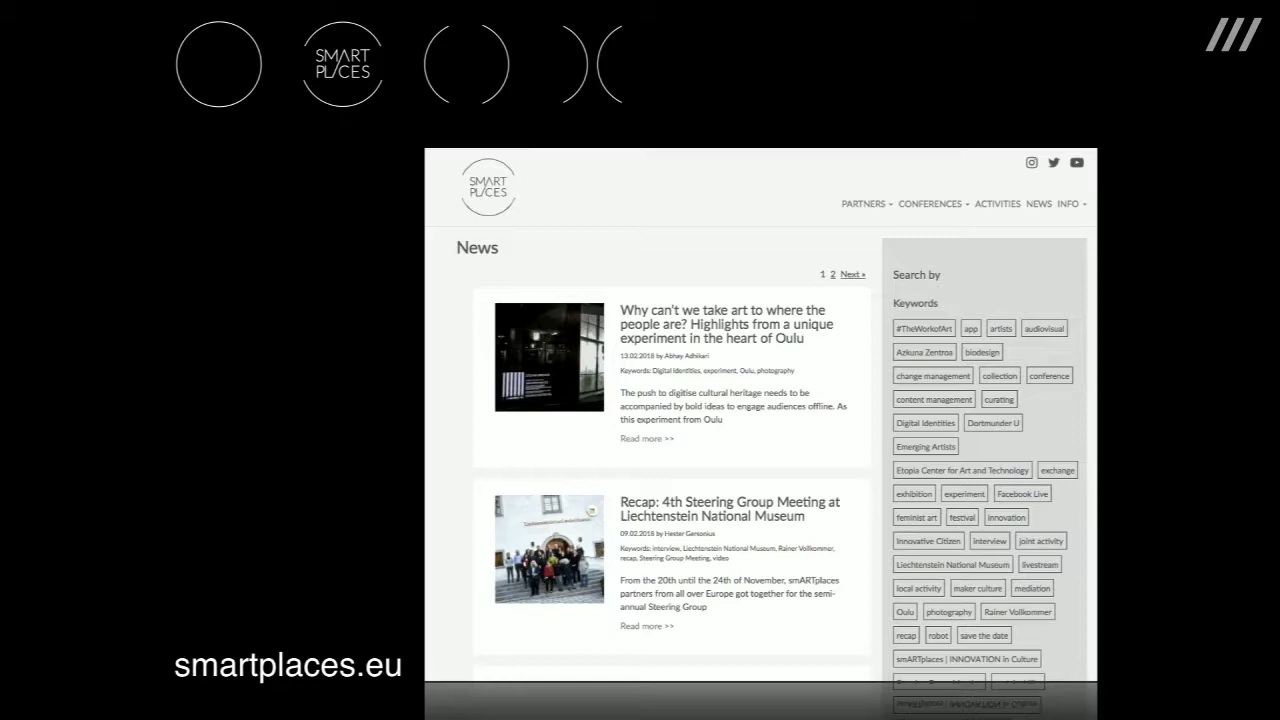 SMART
PLACES
SMART
PLACES
PARTNERS CONFERENCES ACTIVITIES NEWS INFO
News
1 2 Next »
Why can't we take art to where the
people are? Highlights from a unique
experiment in the heart of Oulu
13.02.2018 by Abhay Adhikari
Keywords: Digital Identities, experiment, Oulu, photography
The push to digitise cultural heritage needs to be
accompanied by bold ideas to engage audiences offline. As
this experiment from Oulu
Read more >>
Recap: 4th Steering Group Meeting at
Liechtenstein National Museum
09.02.2018 by Hester Gersonius
Keywords: interview, Liechtenstein National Museum, Rainer Vollkommer,
recap, Steering Group Meeting, video
From the 20th until the 24th of November, smARTplaces
partners from all over Europe got together for the semi-
annual Steering Group
Read more >>
Search by
Keywords
#TheWorkofArt app artists audiovisual
Azkuna Zentroa biodesign
change management collection conference
content management curating
Digital Identities Dortmunder U
Emerging Artists
Etopia Center for Art and Technology exchange
exhibition experiment Facebook Live
feminist art festival innovation
Innovative Citizen interview joint activity
Liechtenstein National Museum livestream
local activity maker culture mediation
Oulu photography Rainer Vollkommer
recap robot save the date
smARTplaces | INNOVATION in Culture
smartplaces.eu